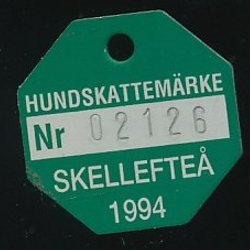 HUNDSKATTEMÄRKE
Nr 02126
SKELLEFTEÅ
1994